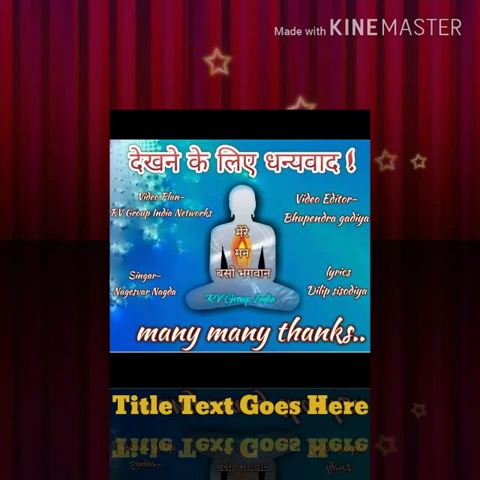 Made with KINEMASTER
देखने के लिए धन्यवाद !
Video Plan-
RV Group India Networks
Video Editor-
Bhupendra gadiya
मेरे
मन
बसो भगवान
RV Group India
Singar-
Nagesvar Nagda
lyrics
Dilip sisodiya
many many thanks..
Title Text Goes Here